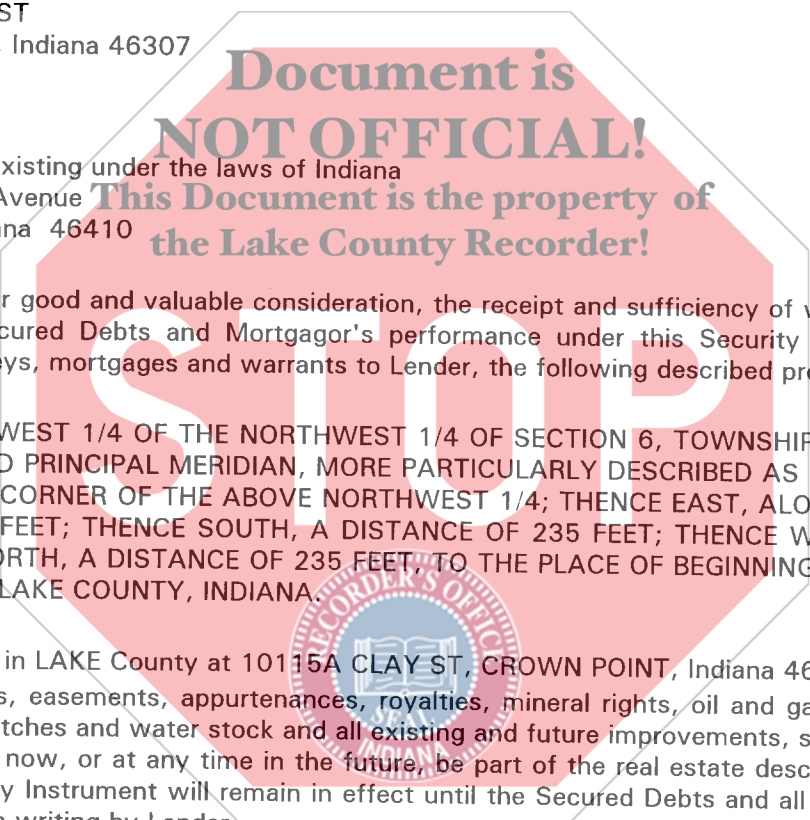 ST
, Indiana 46307
Document is
NOT OFFICIAL!
xisting under the laws of Indiana
Avenue
This Document is the property of
na 46410
the Lake County Recorder!
r good and valuable consideration, the receipt and sufficiency of w
cured Debts and Mortgagor's performance under this Security
eys, mortgages and warrants to Lender, the following described pro
STOP
WEST 1/4 OF THE NORTHWEST 1/4 OF SECTION 6, TOWNSHIP
D PRINCIPAL MERIDIAN, MORE PARTICULARLY DESCRIBED AS
CORNER OF THE ABOVE NORTHWEST 1/4; THENCE EAST, ALO
FEET; THENCE SOUTH, A DISTANCE OF 235 FEET; THENCE W
ORTH, A DISTANCE OF 235 FEET, TO THE PLACE OF BEGINNING
LAKE COUNTY, INDIANA.
RECORDER'S OFFICE
in LAKE County at 10115A CLAY ST, CROWN POINT, Indiana 46
s, easements, appurtenances, royalties, mineral rights, oil and ga
SEAL
tches and water stock and all existing and future improvements, s
INDIANA
now, or at any time in the future, be part of the real estate desc
y Instrument will remain in effect until the Secured Debts and all
writing by Lender